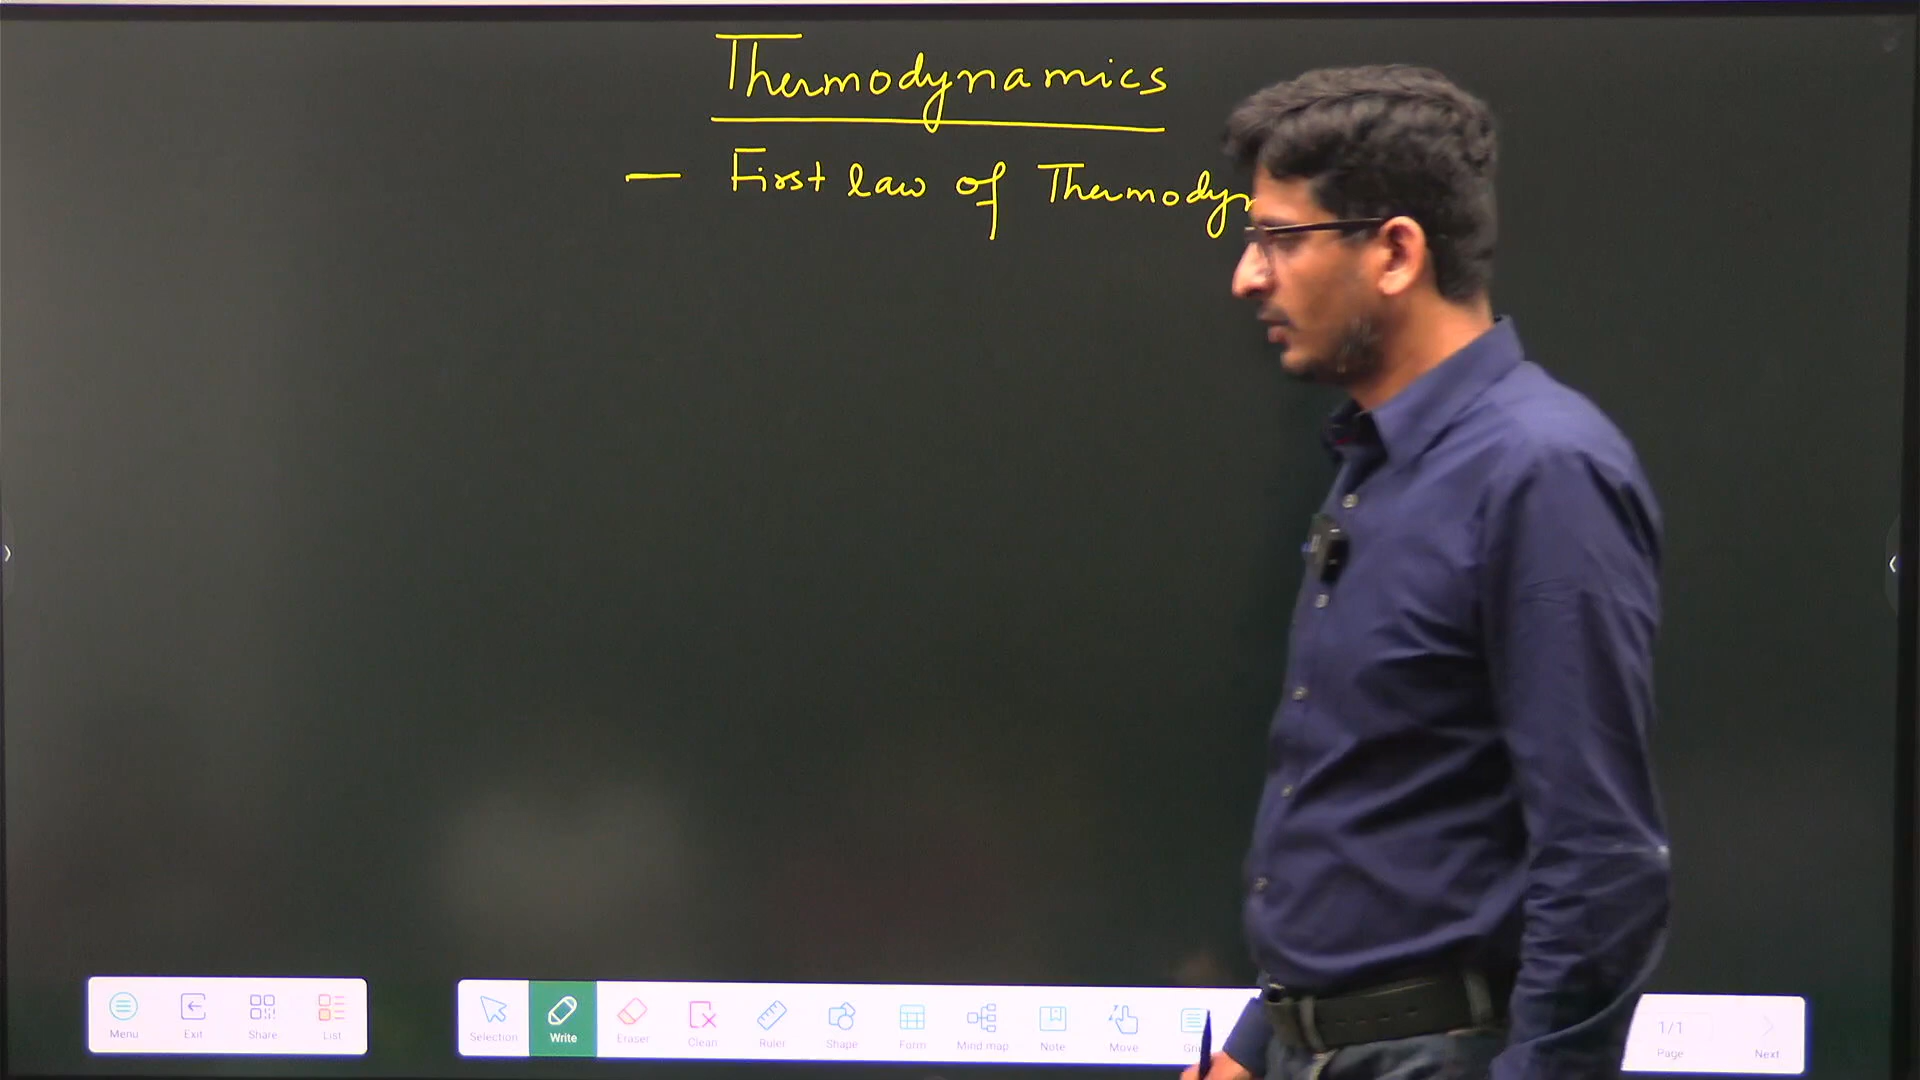 Thermodynamics
— First law of Thermodyn
Menu Exit Share List Selection Write Eraser Clean Ruler Shape Form Mind map Note Move 1/1 Page Next